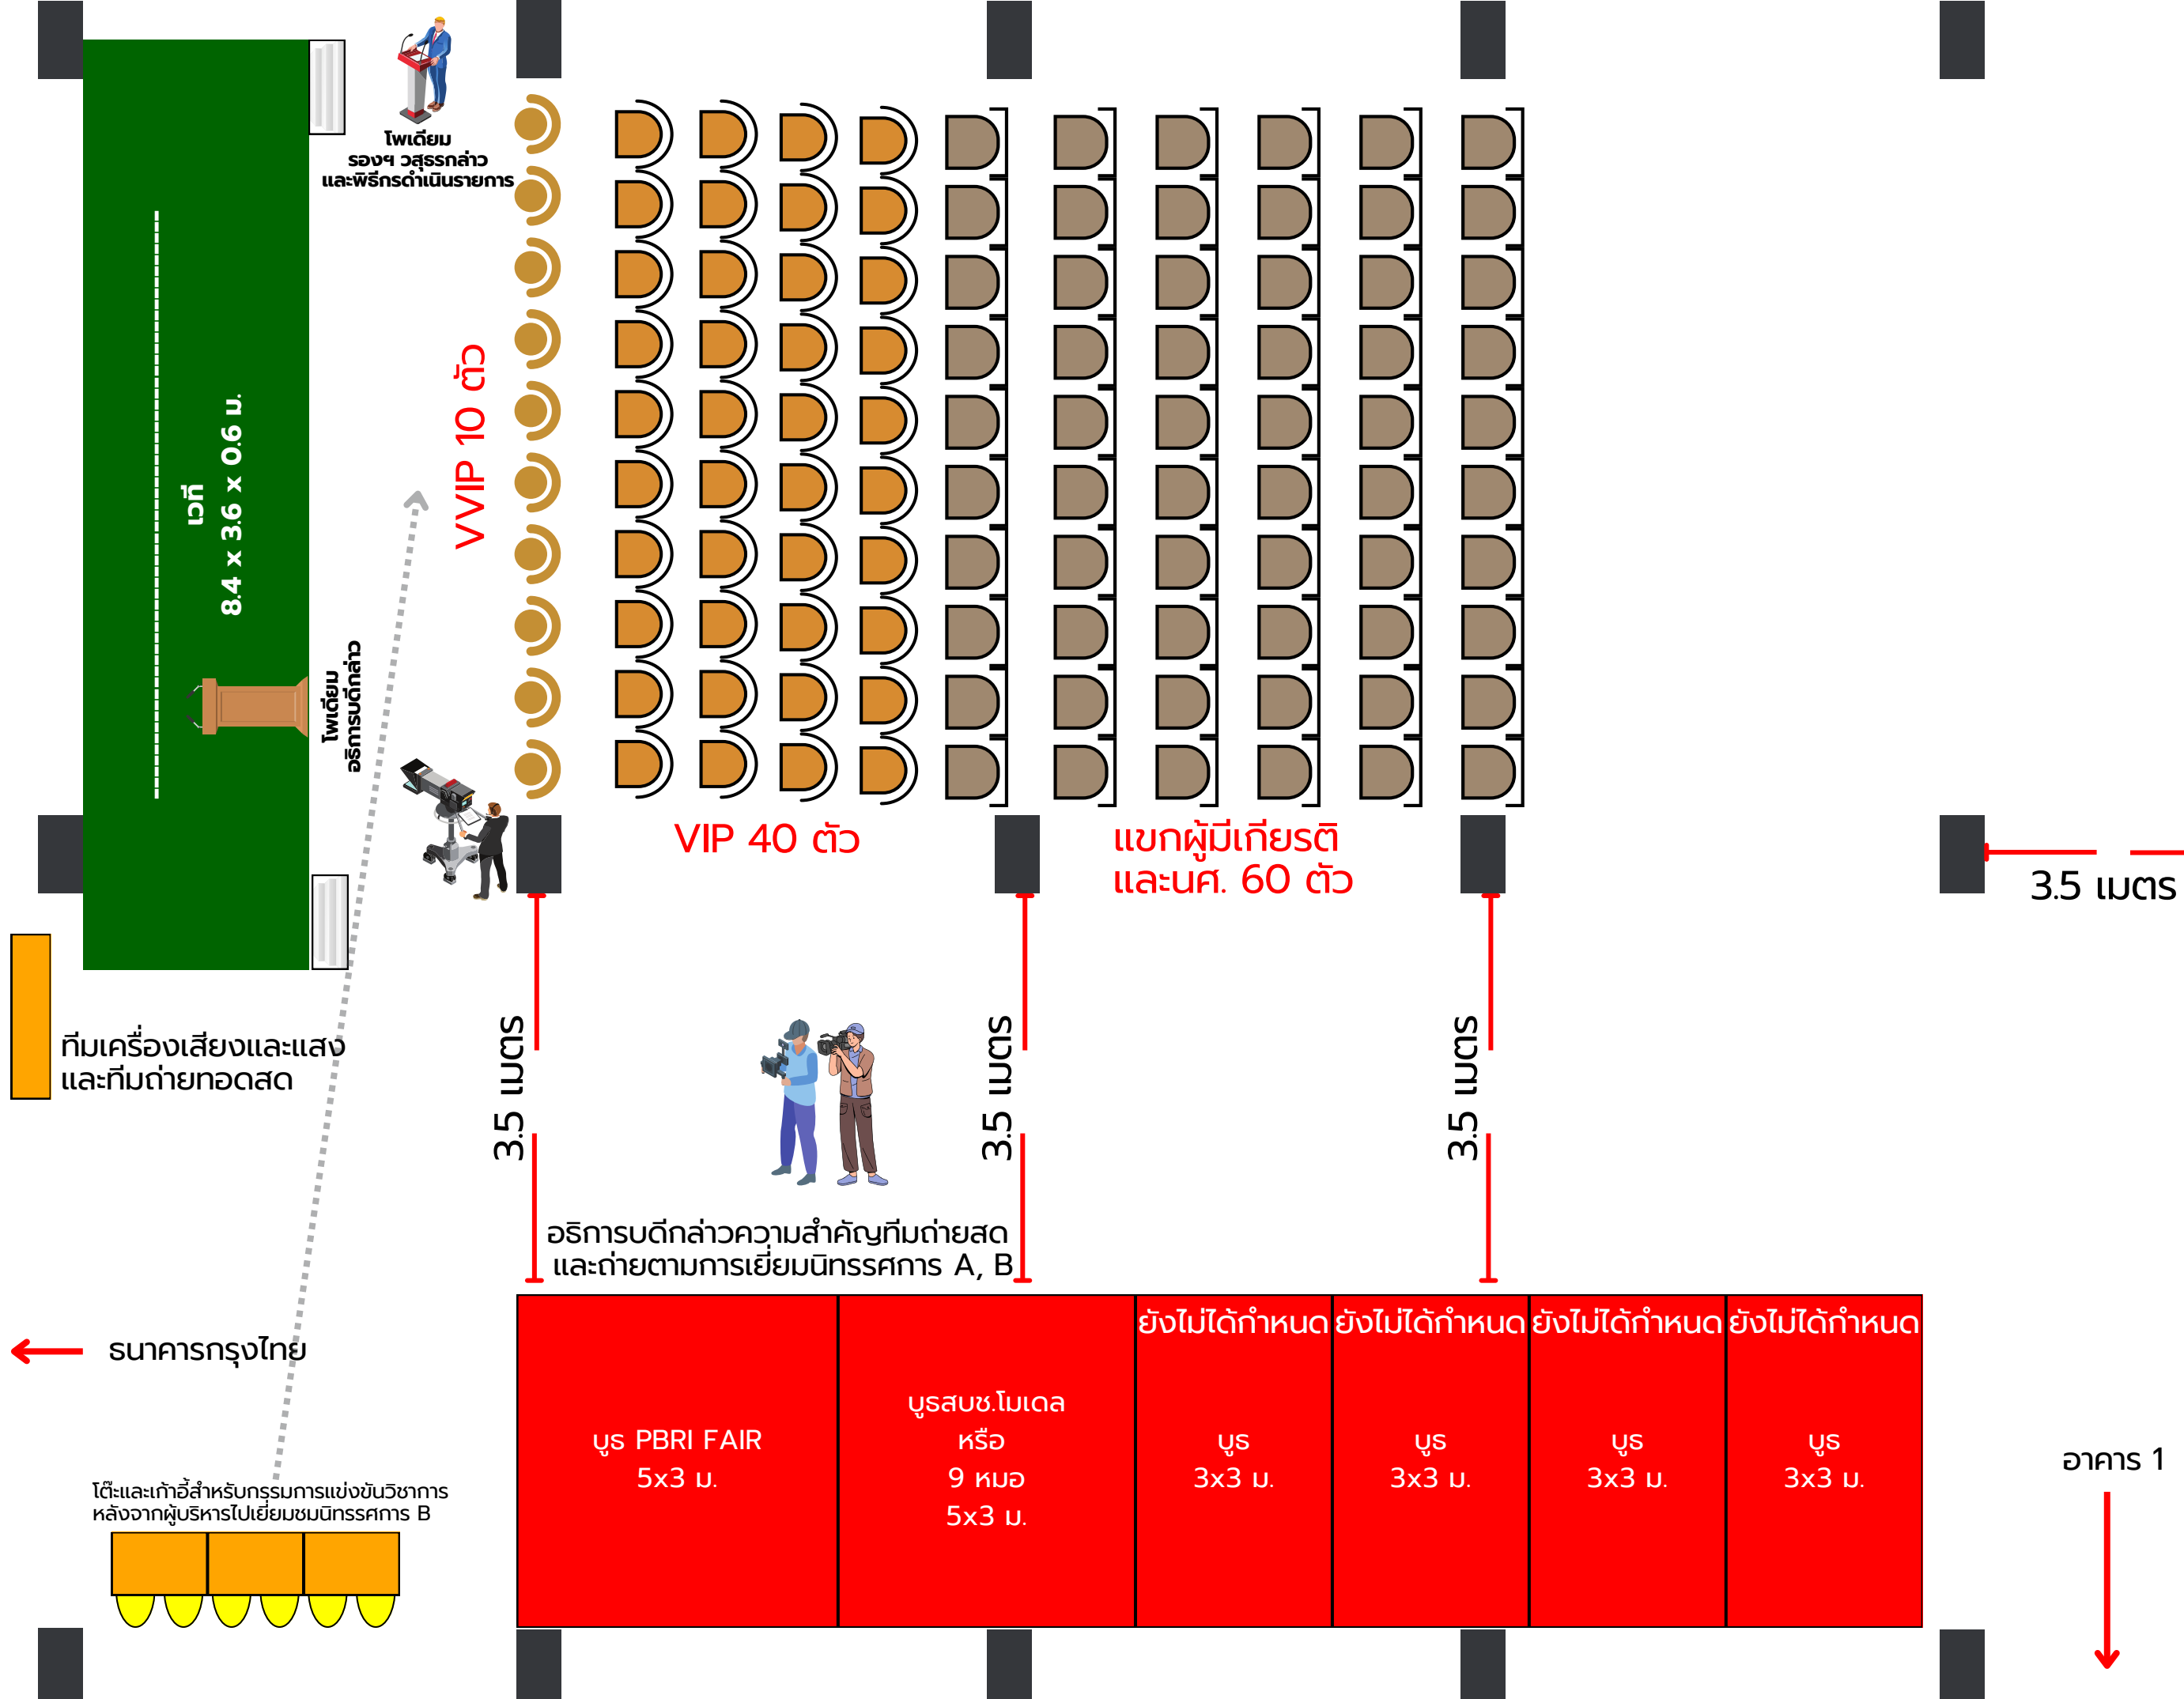 โพเดียม
รองฯ วสุธรกล่าว
และพิธีกรดำเนินรายการ
เวที
8.4 x 3.6 x 0.6 ม.
โพเดียม
อธิการบดีกล่าว
VVIP 10 ตัว
VIP 40 ตัว
แขกผู้มีเกียรติ
และนศ. 60 ตัว
3.5 เมตร
ทีมเครื่องเสียงและแสง
และทีมถ่ายทอดสด
3.5 เมตร
3.5 เมตร
3.5 เมตร
อธิการบดีกล่าวความสำคัญทีมถ่ายสด
และถ่ายตามการเยี่ยมนิทรรศการ A, B
ธนาคารกรุงไทย
บูธ PBRI FAIR
5x3 ม.
บูธสบช.โมเดล
หรือ
9 หมอ
5x3 ม.
ยังไม่ได้กำหนด
บูธ
3x3 ม.
ยังไม่ได้กำหนด
บูธ
3x3 ม.
ยังไม่ได้กำหนด
บูธ
3x3 ม.
ยังไม่ได้กำหนด
บูธ
3x3 ม.
อาคาร 1
โต๊ะและเก้าอี้สำหรับกรรมการแข่งขันวิชาการ
หลังจากผู้บริหารไปเยี่ยมชมนิทรรศการ B